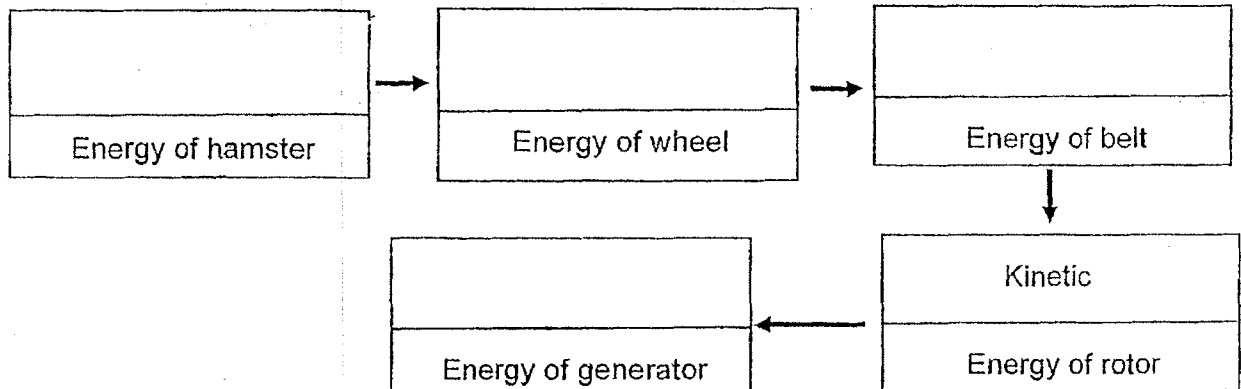 Energy of hamster
Energy of wheel
Energy of belt
Kinetic
Energy of rotor
Energy of generator